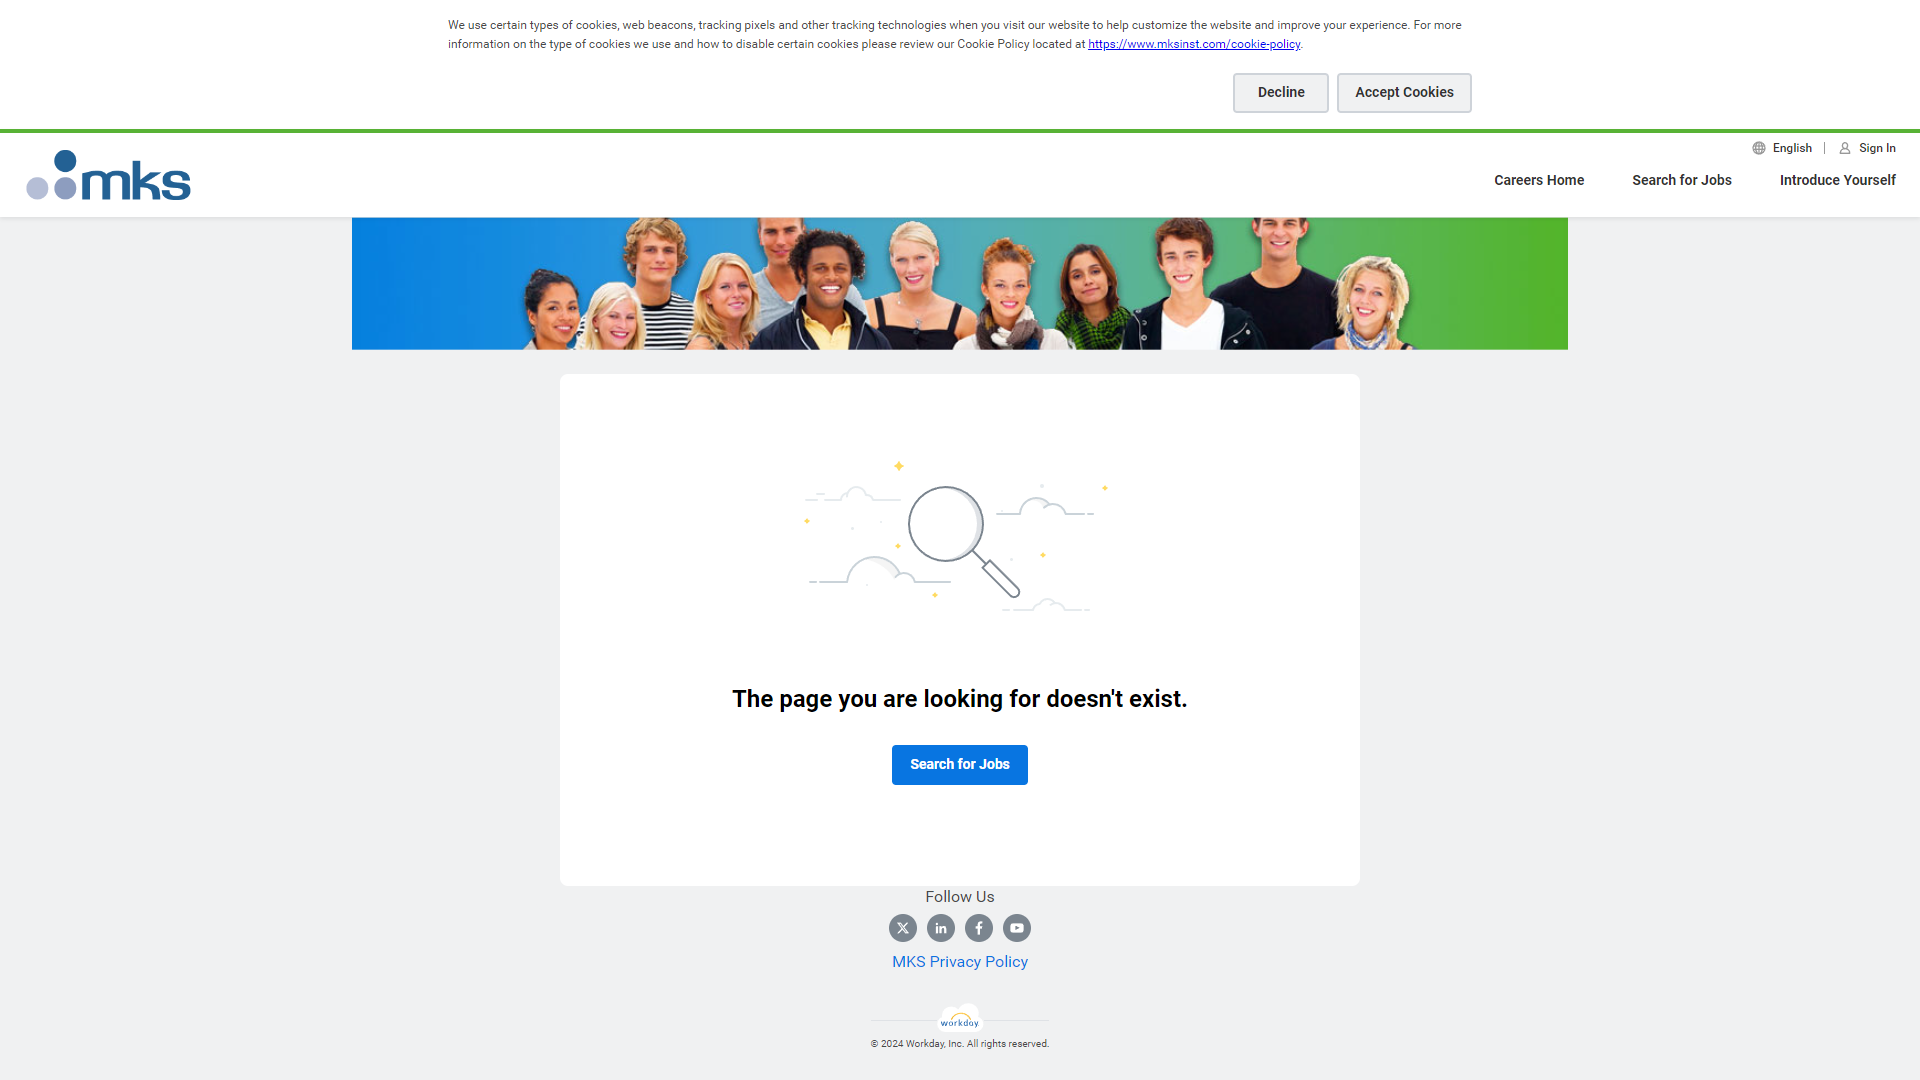 We use certain types of cookies, web beacons, tracking pixels and other tracking technologies when you visit our website to help customize the website and improve your experience. For more
information on the type of cookies we use and how to disable certain cookies please review our Cookie Policy located at https://www.mksinst.com/cookie-policy.
Decline
Accept Cookies
English
Sign In
mks
Careers Home
Search for Jobs
Introduce Yourself
The page you are looking for doesn't exist.
Search for Jobs
Follow Us
MKS Privacy Policy
workday.
© 2024 Workday, Inc. All rights reserved.